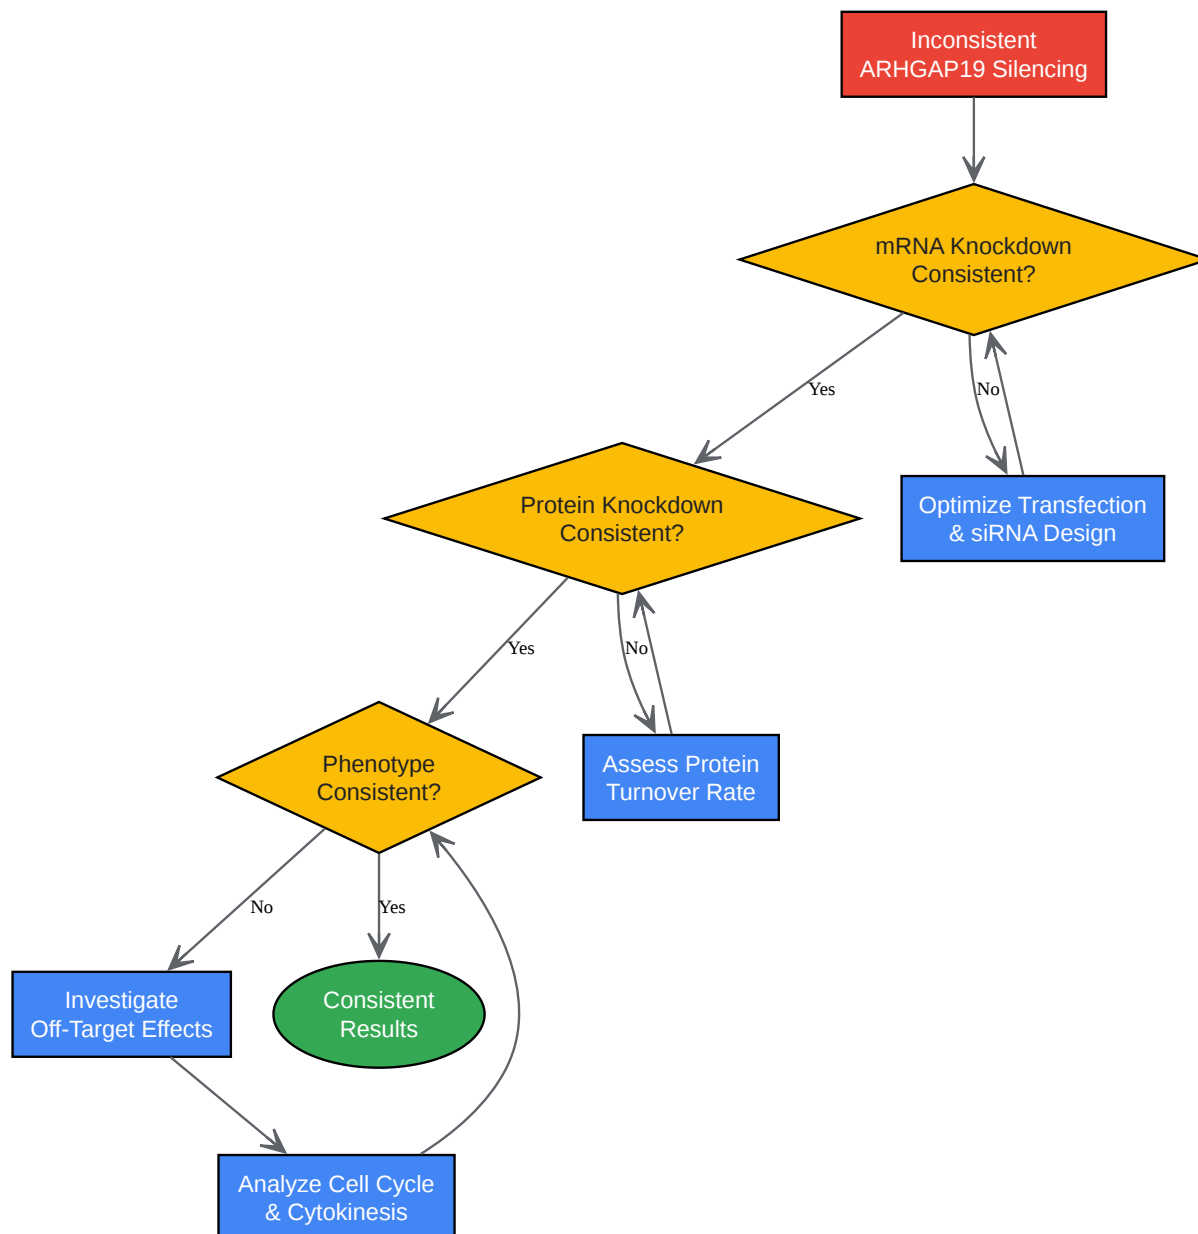 Inconsistent
ARHGAP19 Silencing
mRNA Knockdown
Consistent?
Yes
No
Protein Knockdown
Consistent?
Optimize Transfection
& siRNA Design
Yes
No
Phenotype
Consistent?
Assess Protein
Turnover Rate
No
Yes
Investigate
Off-Target Effects
Consistent
Results
Analyze Cell Cycle
& Cytokinesis